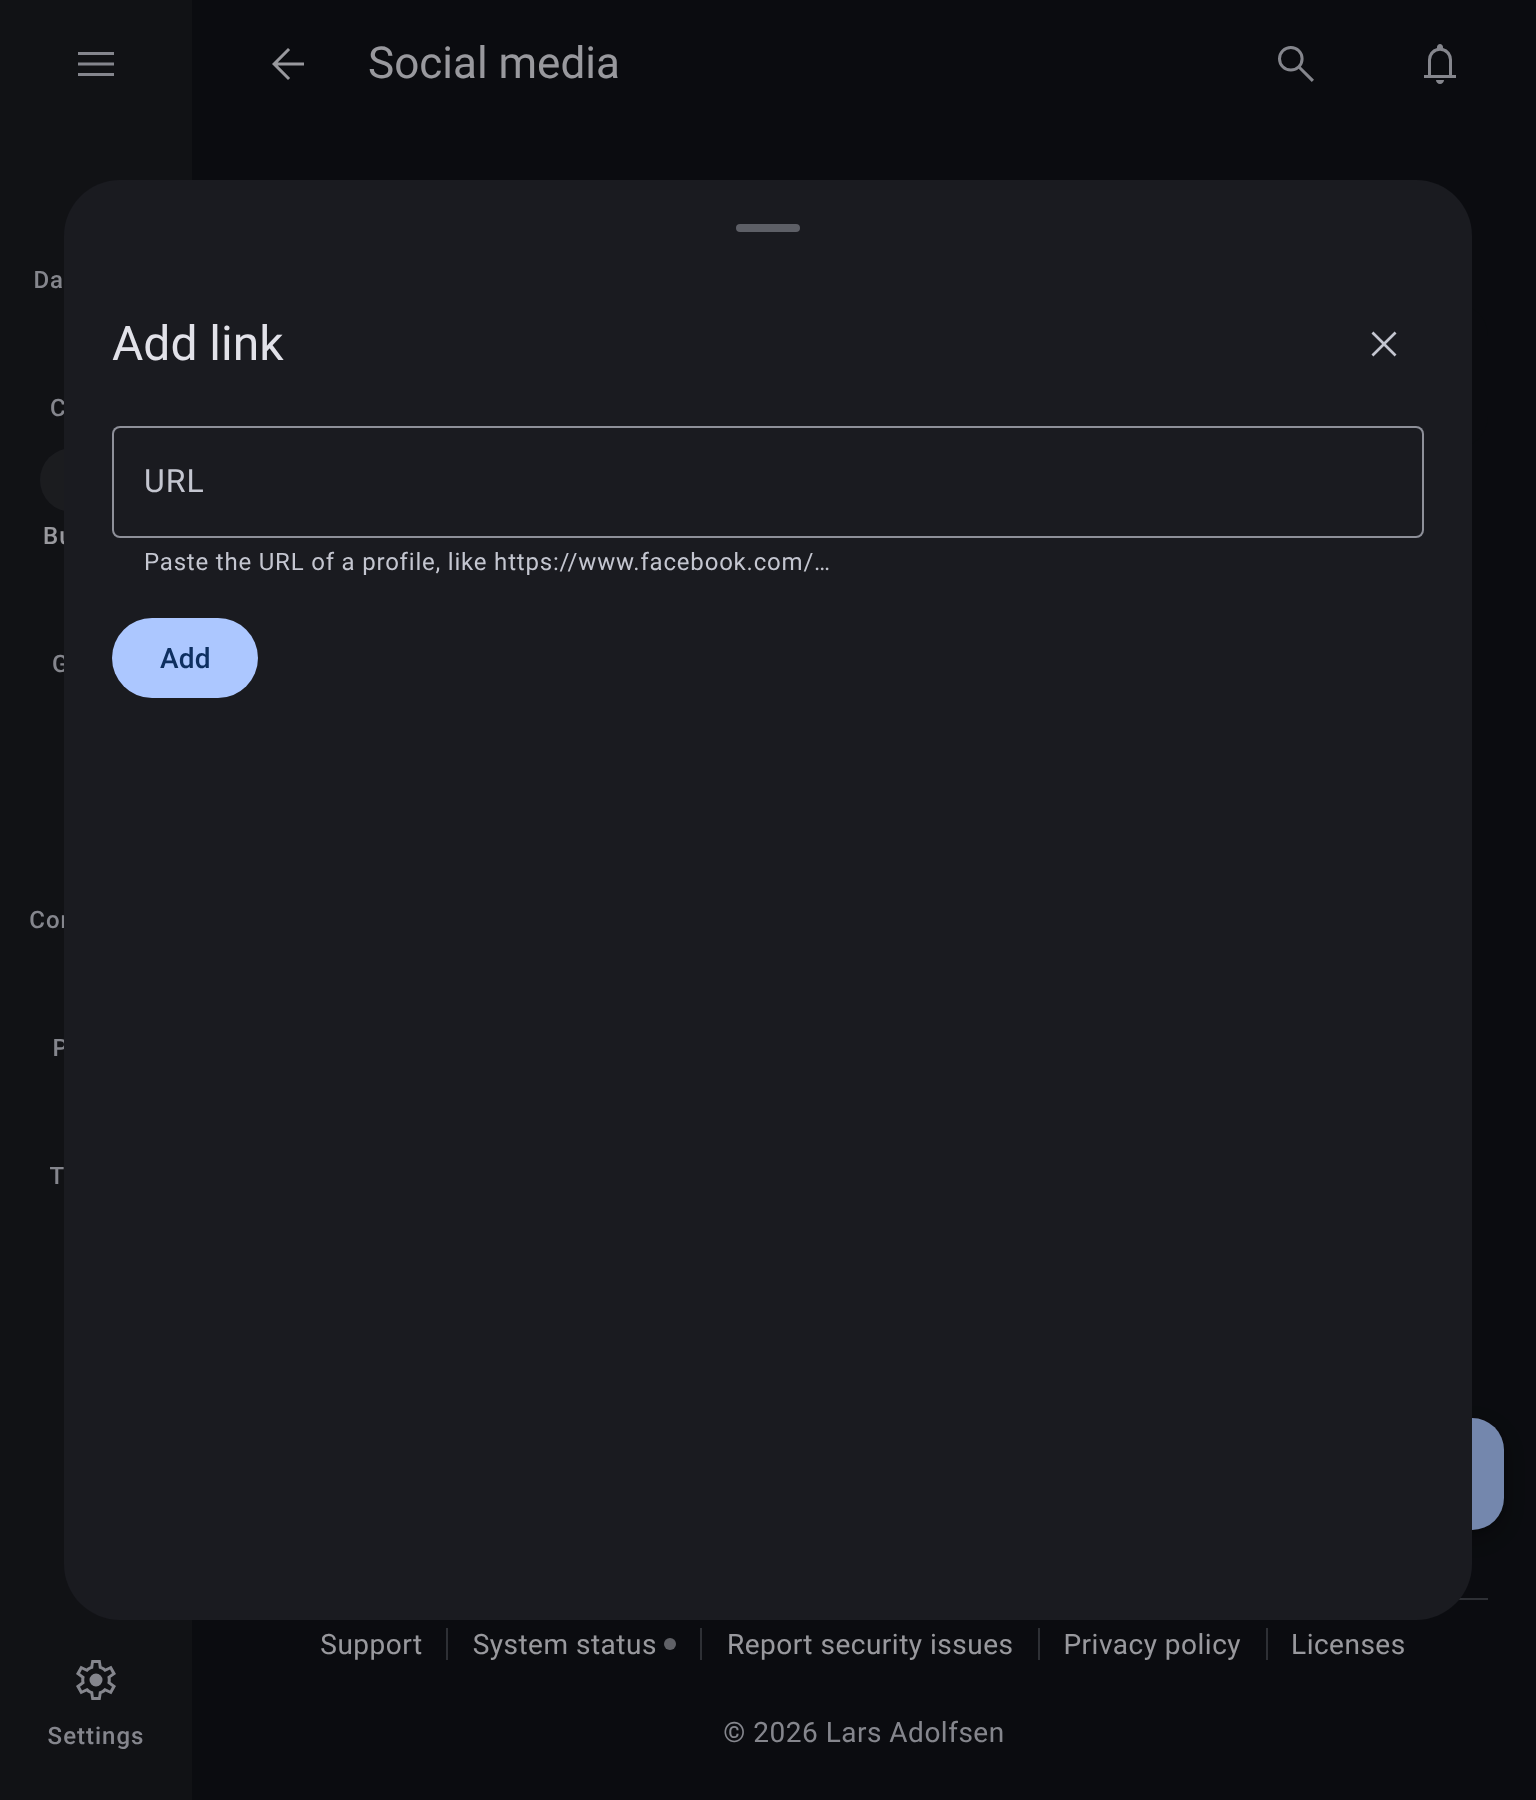 Social media
Add link
URL
Paste the URL of a profile, like https://www.facebook.com/…
Add
Settings
Support
System status
Report security issues
Privacy policy
Licenses
© 2026 Lars Adolfsen